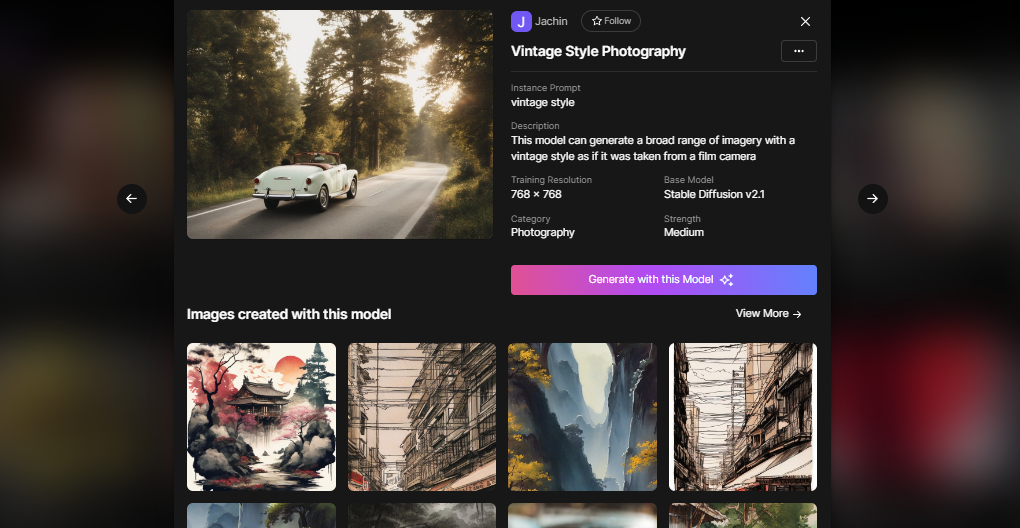 J Jachin Follow
Vintage Style Photography
Instance Prompt
vintage style
Description
This model can generate a broad range of imagery with a
vintage style as if it was taken from a film camera
Training Resolution
768 × 768
Base Model
Stable Diffusion v2.1
Category
Photography
Strength
Medium
Generate with this Model
Images created with this model
View More →